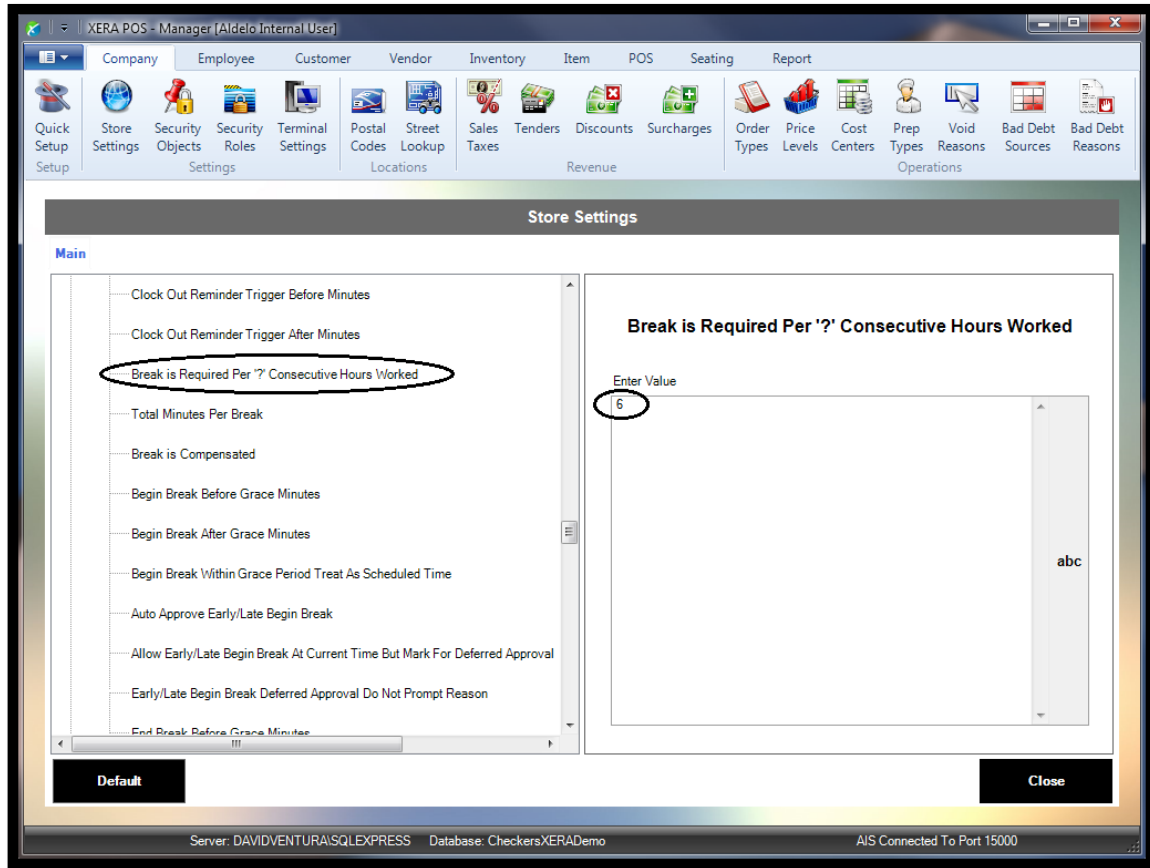 XERA POS - Manager [Aldelo Internal User]
Company Employee Customer Vendor Inventory Item POS Seating Report
Quick Setup
Store Settings
Security Objects
Security Roles
Terminal Settings
Postal Codes
Street Lookup
Sales Taxes
Tenders
Discounts
Surcharges
Order Types
Price Levels
Cost Centers
Prep Types
Void Reasons
Bad Debt Sources
Bad Debt Reasons
Setup Settings Locations Revenue Operations
Store Settings
Main
Clock Out Reminder Trigger Before Minutes
Clock Out Reminder Trigger After Minutes
Break is Required Per '?' Consecutive Hours Worked
Total Minutes Per Break
Break is Compensated
Begin Break Before Grace Minutes
Begin Break After Grace Minutes
Begin Break Within Grace Period Treat As Scheduled Time
Auto Approve Early/Late Begin Break
Allow Early/Late Begin Break At Current Time But Mark For Deferred Approval
Early/Late Begin Break Deferred Approval Do Not Prompt Reason
End Break Before Grace Minutes
Break is Required Per '?' Consecutive Hours Worked
Enter Value
6
abc
Default
Close
Server: DAVIDVENTURA\SQLEXPRESS Database: CheckersXERADemo AIS Connected To Port 15000